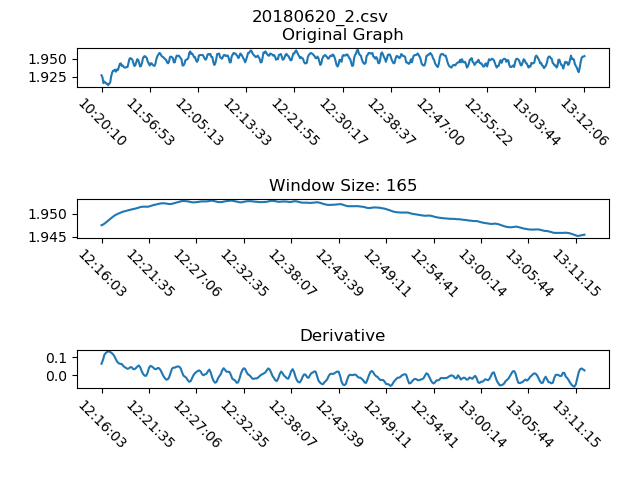 20180620_2.csv
Original Graph
1.950
1.925
10:20:10 11:56:53 12:05:13 12:13:33 12:21:55 12:30:17 12:38:37 12:47:00 12:55:22 13:03:44 13:12:06
Window Size: 165
1.950
1.945
12:16:03 12:21:35 12:27:06 12:32:35 12:38:07 12:43:39 12:49:11 12:54:41 13:00:14 13:05:44 13:11:15
Derivative
0.1
0.0
12:16:03 12:21:35 12:27:06 12:32:35 12:38:07 12:43:39 12:49:11 12:54:41 13:00:14 13:05:44 13:11:15